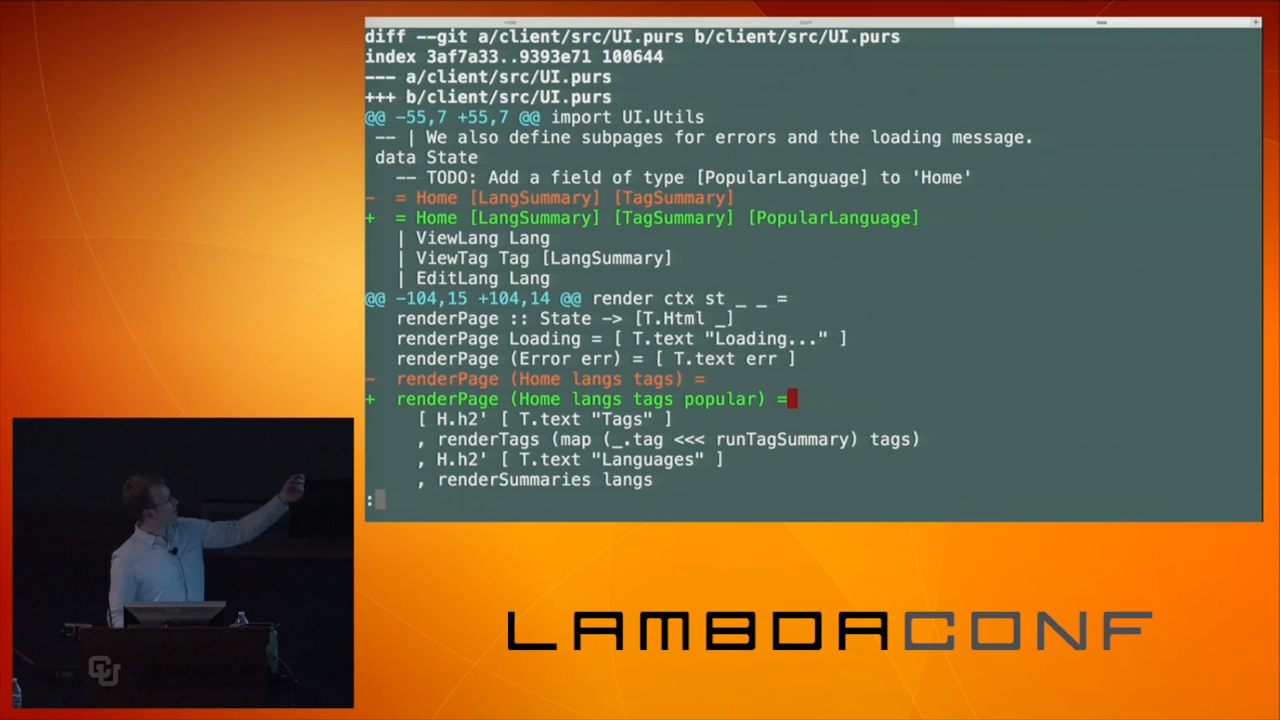 diff --git a/client/src/UI.purs b/client/src/UI.purs
index 3af7a33..9393e71 100644
--- a/client/src/UI.purs
+++ b/client/src/UI.purs
@@ -55,7 +55,7 @@ import UI.Utils
 -- | We also define subpages for errors and the loading message.
 data State
   -- TODO: Add a field of type [PopularLanguage] to 'Home'
-  = Home [LangSummary] [TagSummary]
+  = Home [LangSummary] [TagSummary] [PopularLanguage]
   | ViewLang Lang
   | ViewTag Tag [LangSummary]
   | EditLang Lang
@@ -104,15 +104,14 @@ render ctx st _ _ =
   renderPage :: State -> [T.Html _]
   renderPage Loading = [ T.text "Loading..." ]
   renderPage (Error err) = [ T.text err ]
-  renderPage (Home langs tags) =
+  renderPage (Home langs tags popular) =
     [ H.h2' [ T.text "Tags" ]
     , renderTags (map (_.tag <<< runTagSummary) tags)
     , H.h2' [ T.text "Languages" ]
     , renderSummaries langs
:
CU
LAMBDACONF